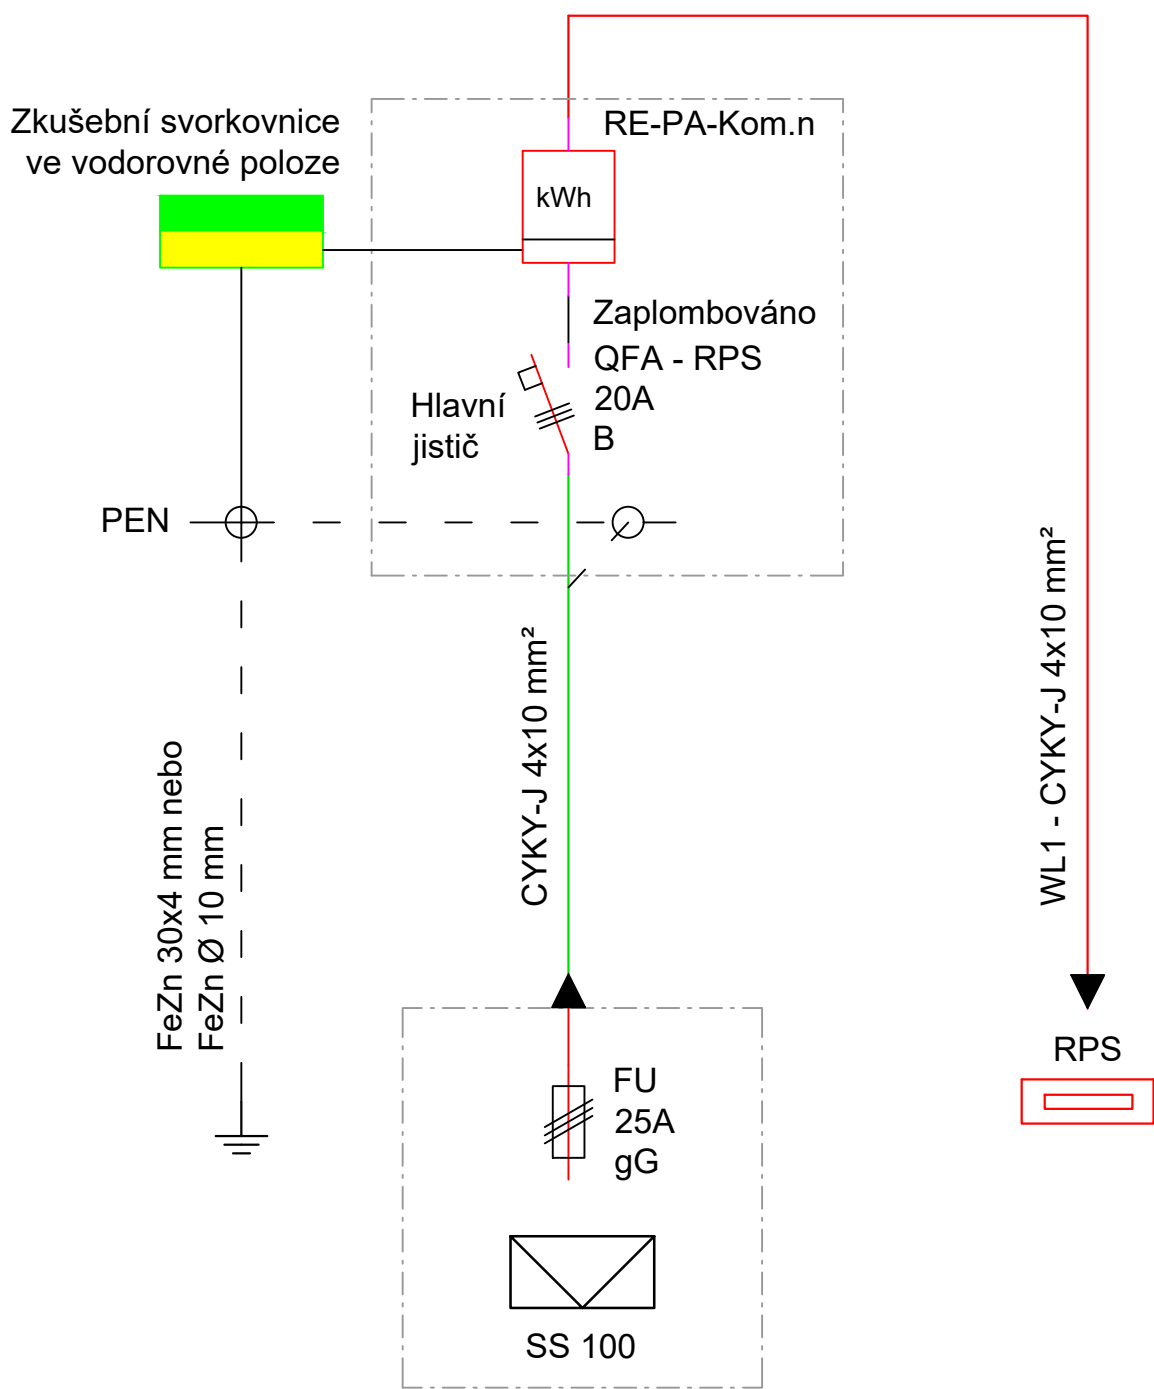 Zkušební svorkovnice
ve vodorovné poloze
RE-PA-Kom.n
kWh
Zaplombováno
QFA - RPS
20A
B
Hlavní
jistič
PEN
CYKY-J 4x10 mm²
WL1 - CYKY-J 4x10 mm²
FeZn 30x4 mm nebo
FeZn Ø 10 mm
RPS
FU
25A
gG
SS 100